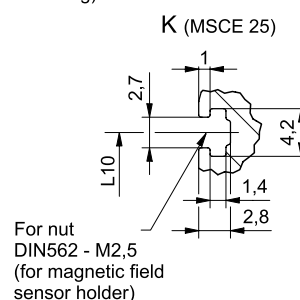 K (MSCE 25)
1
2,7
4,2
L10
1,4
2,8
For nut
DIN562 - M2,5
(for magnetic field
sensor holder)